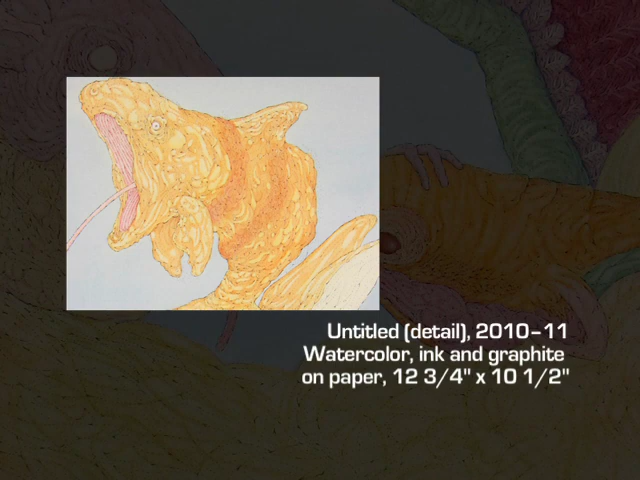 Untitled (detail), 2010–11
Watercolor, ink and graphite
on paper, 12 3/4" x 10 1/2"